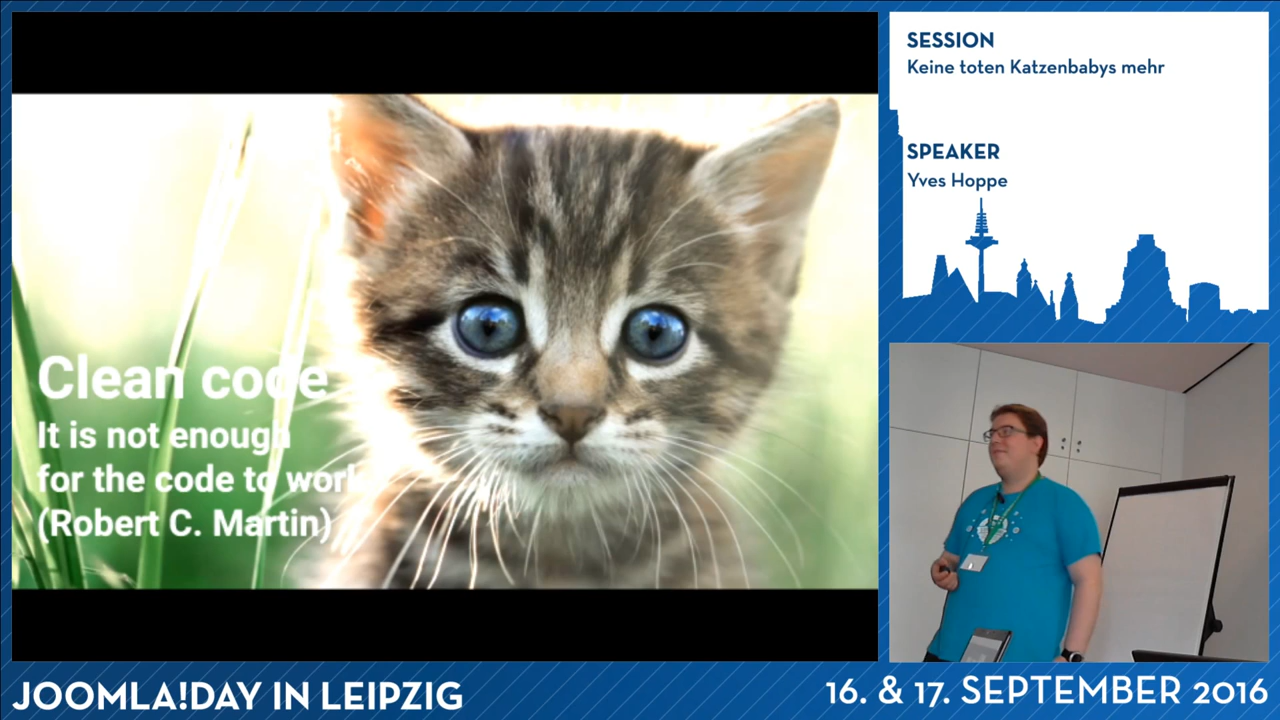 Clean code
It is not enough
for the code to work
(Robert C. Martin)
SESSION
Keine toten Katzenbabys mehr
SPEAKER
Yves Hoppe
JOOMLA!DAY IN LEIPZIG
16. & 17. SEPTEMBER 2016